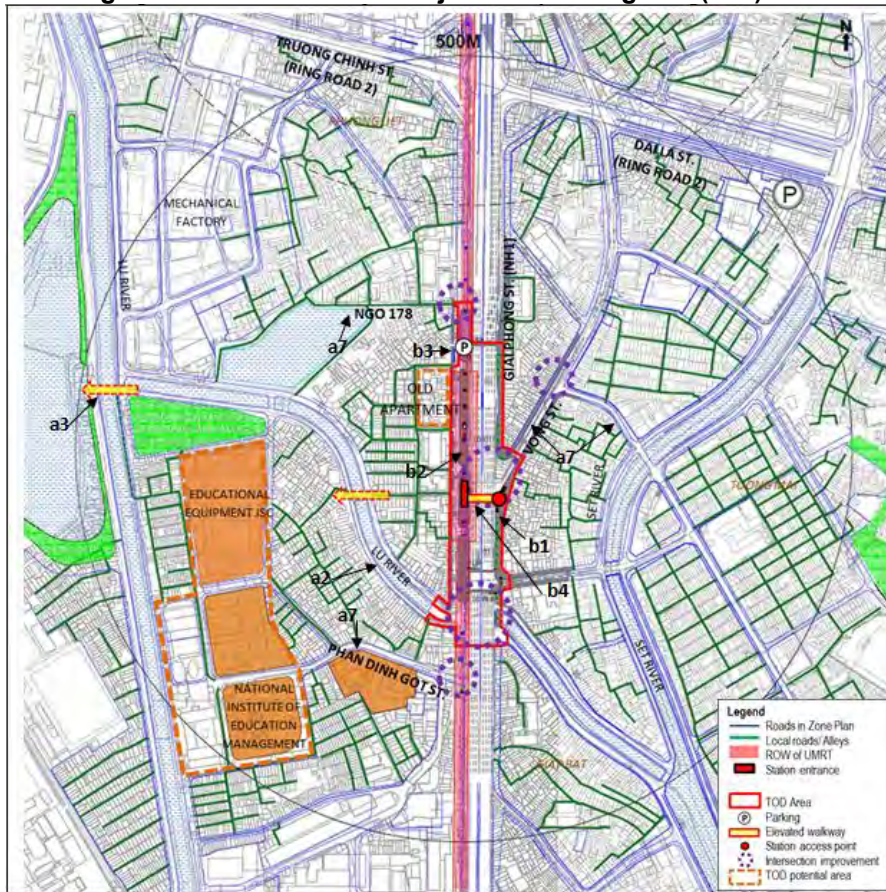 500M
N
TRUONG CHINH ST.
(RING ROAD 2)
DAI LA ST.
(RING ROAD 2)
P
MECHANICAL
FACTORY
LU RIVER
GIAI PHONG ST. (NH1)
NGO 178
a7
b3
P
OLD
APARTMENT
a3
VONG ST.
a7
b2
SET RIVER
EDUCATIONAL
EQUIPMENT JSC
b1
LU RIVER
a2
b4
a7
PHAN DINH GOT ST.
SET RIVER
NATIONAL
INSTITUTE OF
EDUCATION
MANAGEMENT
GIAP BAT
Legend
Roads in Zone Plan
Local roads/ Alleys
ROW of UMRT
Station entrance
TOD Area
P Parking
Elevated walkway
Station access point
Intersection improvement
TOD potential area